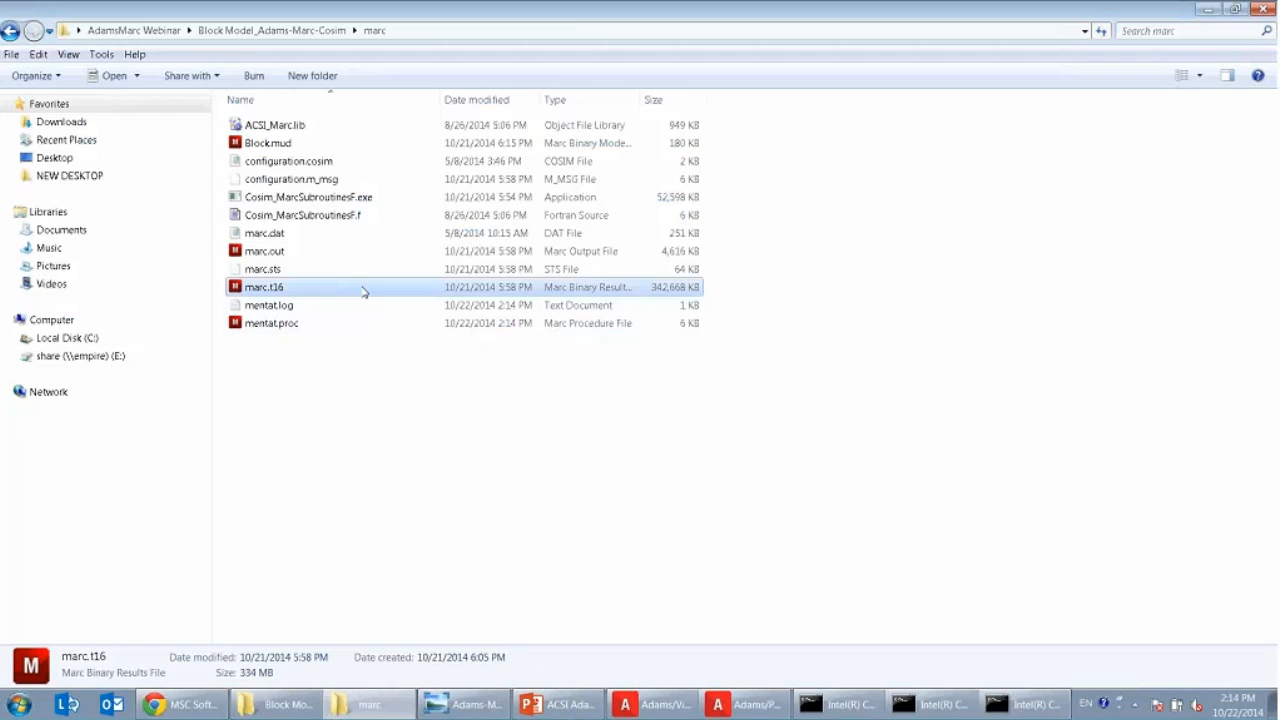 AdamsMarc Webinar ▸ Block Model_Adams-Marc-Cosim ▸ marc
Search marc
File Edit View Tools Help
Organize Open Share with Burn New folder
Name Date modified Type Size
Favorites
Downloads
Recent Places
Desktop
NEW DESKTOP
Libraries
Documents
Music
Pictures
Videos
Computer
Local Disk (C:)
share (\\empire) (E:)
Network
ACSI_Marc.lib 8/26/2014 5:06 PM Object File Library 949 KB
Block.mud 10/21/2014 6:15 PM Marc Binary Mode... 180 KB
configuration.cosim 5/8/2014 3:46 PM COSIM File 2 KB
configuration.m_msg 10/21/2014 5:58 PM M_MSG File 6 KB
Cosim_MarcSubroutinesF.exe 10/21/2014 5:54 PM Application 52,598 KB
Cosim_MarcSubroutinesF.f 8/26/2014 5:06 PM Fortran Source 6 KB
marc.dat 5/8/2014 10:15 AM DAT File 251 KB
marc.out 10/21/2014 5:58 PM Marc Output File 4,616 KB
marc.sts 10/21/2014 5:58 PM STS File 64 KB
marc.t16 10/21/2014 5:58 PM Marc Binary Result... 342,668 KB
mentat.log 10/22/2014 2:14 PM Text Document 1 KB
mentat.proc 10/22/2014 2:14 PM Marc Procedure File 6 KB
M
marc.t16 Date modified: 10/21/2014 5:58 PM Date created: 10/21/2014 6:05 PM
Marc Binary Results File Size: 334 MB
MSC Soft... Block Mo... marc Adams-M... ACSI Ada... Adams/Vi... Adams/P... Intel(R) C... Intel(R) C... Intel(R) C... EN 2:14 PM
10/22/2014